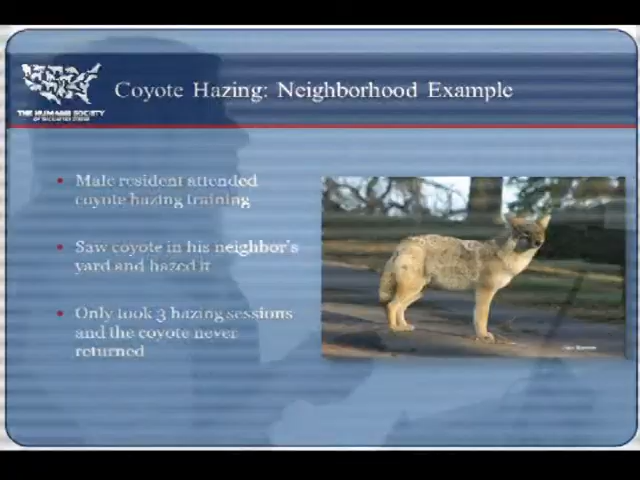 Coyote Hazing: Neighborhood Example
THE HUMANE SOCIETY
OF THE UNITED STATES
• Male resident attended
coyote hazing training
• Saw coyote in his neighbor's
yard and hazed it
• Only took 3 hazing sessions
and the coyote never
returned